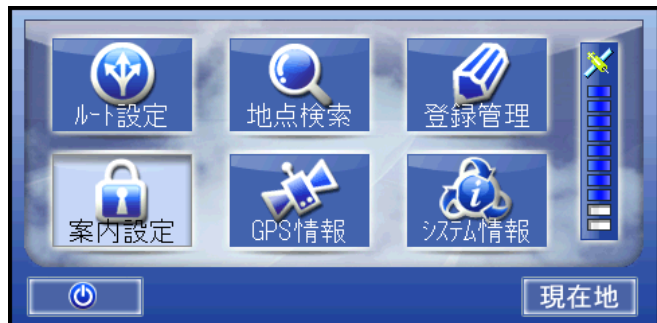 ﾙｰﾄ設定
地点検索
登録管理
案内設定
GPS情報
ｼｽﾃﾑ情報
現在地